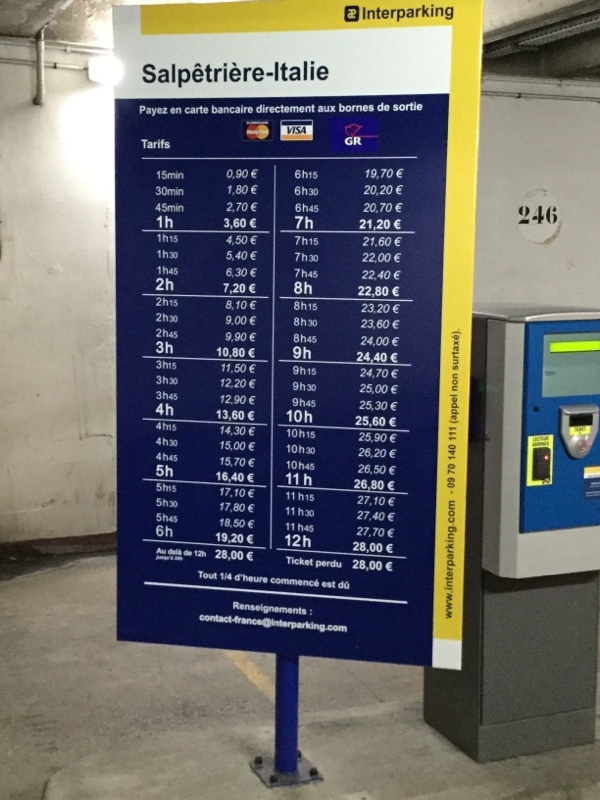 Interparking
Salpêtrière-Italie
Payez en carte bancaire directement aux bornes de sortie
MasterCard VISA GR
Tarifs
15min 0,90 €
30min 1,80 €
45min 2,70 €
1h 3,60 €
1h15 4,50 €
1h30 5,40 €
1h45 6,30 €
2h 7,20 €
2h15 8,10 €
2h30 9,00 €
2h45 9,90 €
3h 10,80 €
3h15 11,50 €
3h30 12,20 €
3h45 12,90 €
4h 13,60 €
4h15 14,30 €
4h30 15,00 €
4h45 15,70 €
5h 16,40 €
5h15 17,10 €
5h30 17,80 €
5h45 18,50 €
6h 19,20 €
Au delà de 12h 28,00 €
jusqu'à 24h
6h15 19,70 €
6h30 20,20 €
6h45 20,70 €
7h 21,20 €
7h15 21,60 €
7h30 22,00 €
7h45 22,40 €
8h 22,80 €
8h15 23,20 €
8h30 23,60 €
8h45 24,00 €
9h 24,40 €
9h15 24,70 €
9h30 25,00 €
9h45 25,30 €
10h 25,60 €
10h15 25,90 €
10h30 26,20 €
10h45 26,50 €
11h 26,80 €
11h15 27,10 €
11h30 27,40 €
11h45 27,70 €
12h 28,00 €
Ticket perdu 28,00 €
Tout 1/4 d'heure commencé est dû
Renseignements :
contact-france@interparking.com
www.interparking.com - 09 70 140 111 (appel non surtaxé).
246
LECTEUR
ABONNES